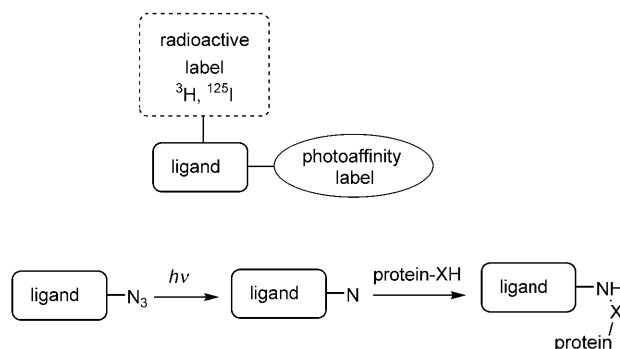 radioactive
label
³H, ¹²⁵I
ligand
photoaffinity
label
ligand
N₃
hν
ligand
N
protein-XH
ligand
NH
X
protein